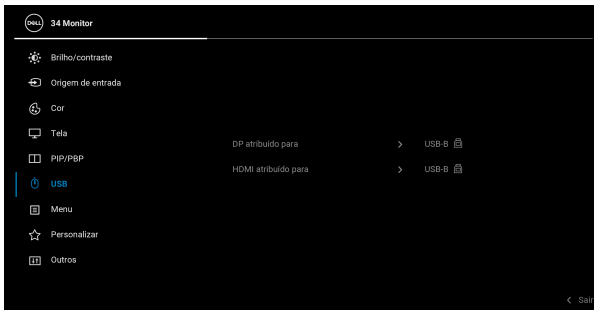 DELL
34 Monitor
Brilho/contraste
Origem de entrada
Cor
Tela
DP atribuído para USB-B
PIP/PBP
HDMI atribuído para USB-B
USB
Menu
Personalizar
Outros
Sair